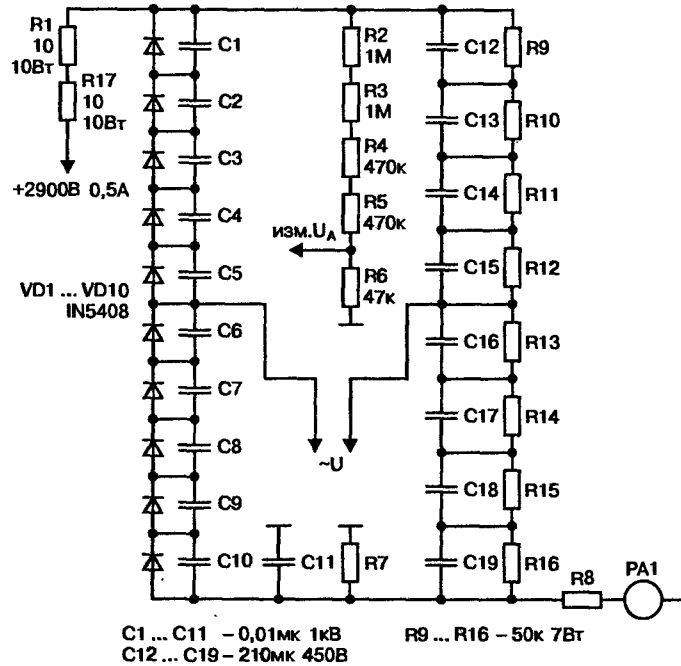 R1
10
10Вт
R17
10
10Вт
+2900В 0,5А
C1
C2
C3
C4
C5
VD1 ... VD10
IN5408
C6
C7
C8
C9
C10
R2
1М
R3
1М
R4
470к
R5
470к
изм.UА
R6
47к
~U
C11
R7
C12
R9
C13
R10
C14
R11
C15
R12
C16
R13
C17
R14
C18
R15
C19
R16
R8
PA1
C1 ... C11 – 0,01мк 1кВ
C12 ... C19 – 210мк 450В
R9 ... R16 – 50к 7Вт